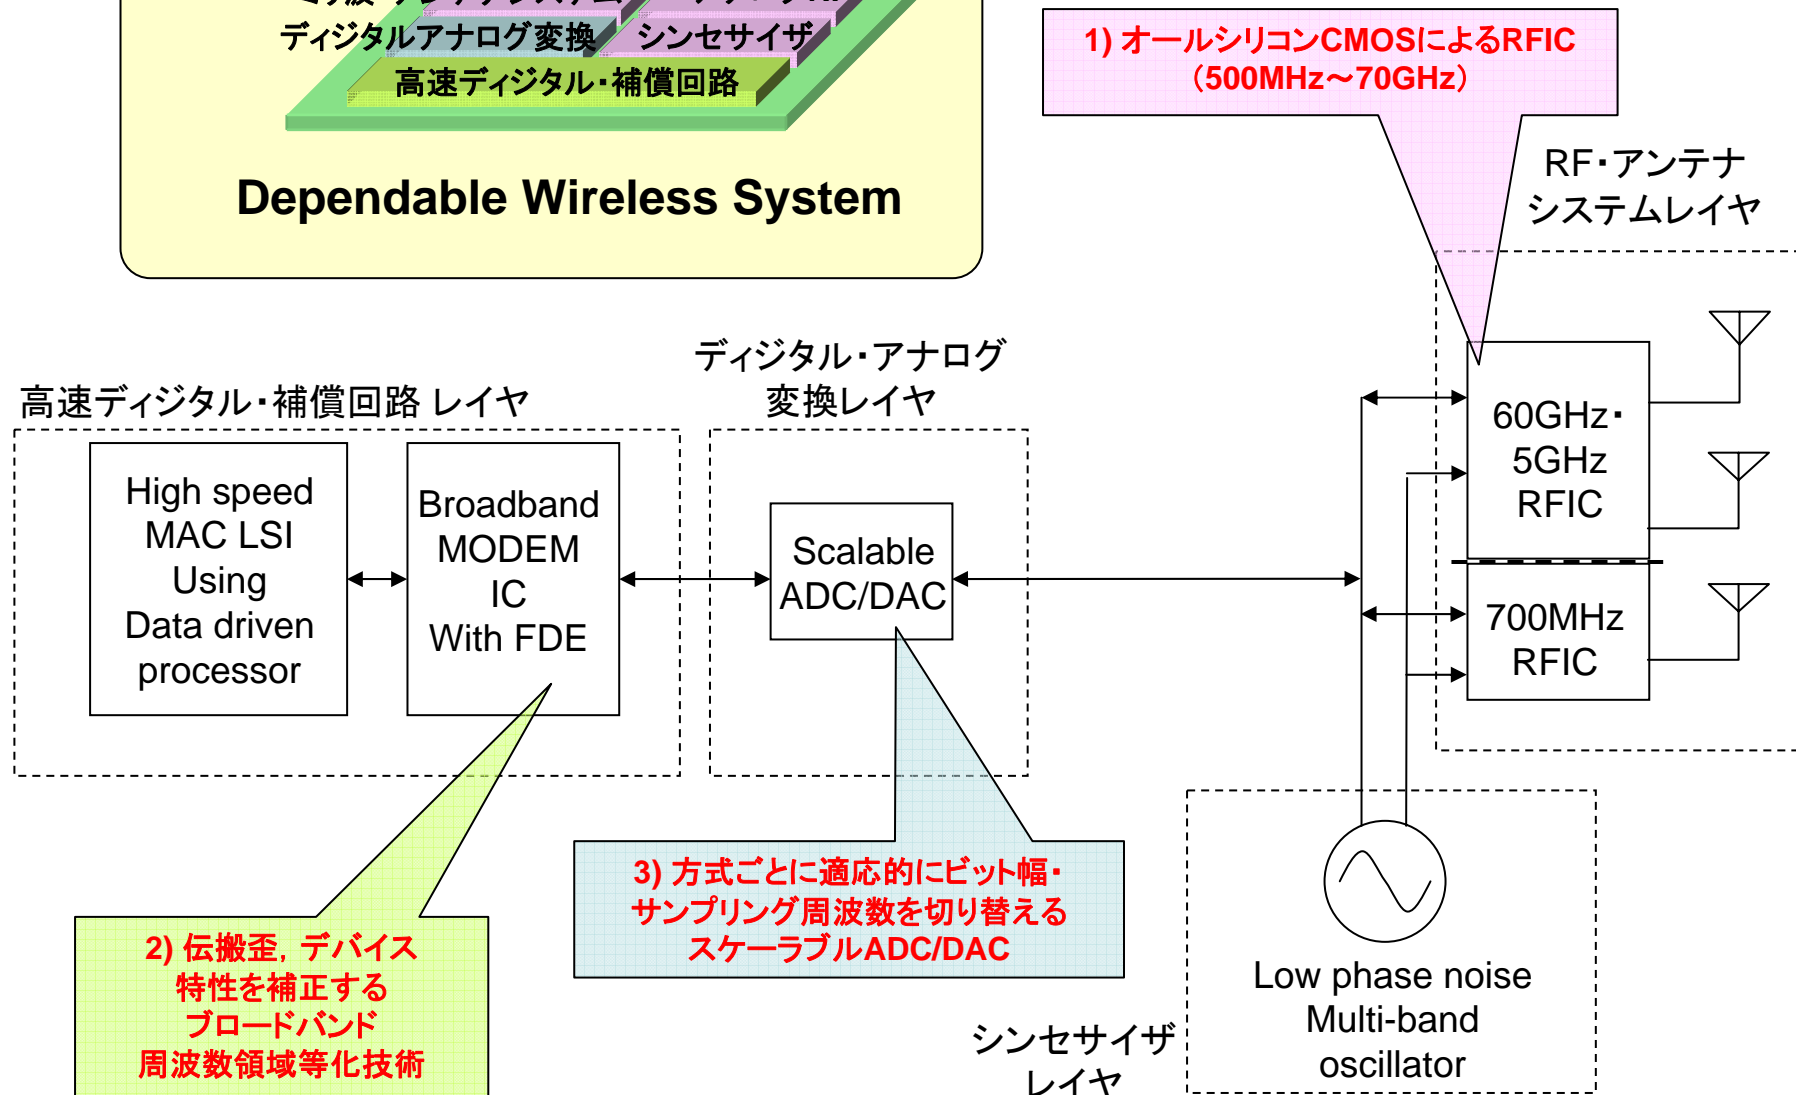 ディジタルアナログ変換
シンセサイザ
高速ディジタル・補償回路
Dependable Wireless System
1) オールシリコンCMOSによるRFIC
（500MHz～70GHz）
RF・アンテナ
システムレイヤ
ディジタル・アナログ
変換レイヤ
高速ディジタル・補償回路 レイヤ
High speed
MAC LSI
Using
Data driven
processor
Broadband
MODEM
IC
With FDE
Scalable
ADC/DAC
60GHz・
5GHz
RFIC
700MHz
RFIC
3) 方式ごとに適応的にビット幅・
サンプリング周波数を切り替える
スケーラブルADC/DAC
2) 伝搬歪，デバイス
特性を補正する
ブロードバンド
周波数領域等化技術
Low phase noise
Multi-band
oscillator
シンセサイザ
レイヤ